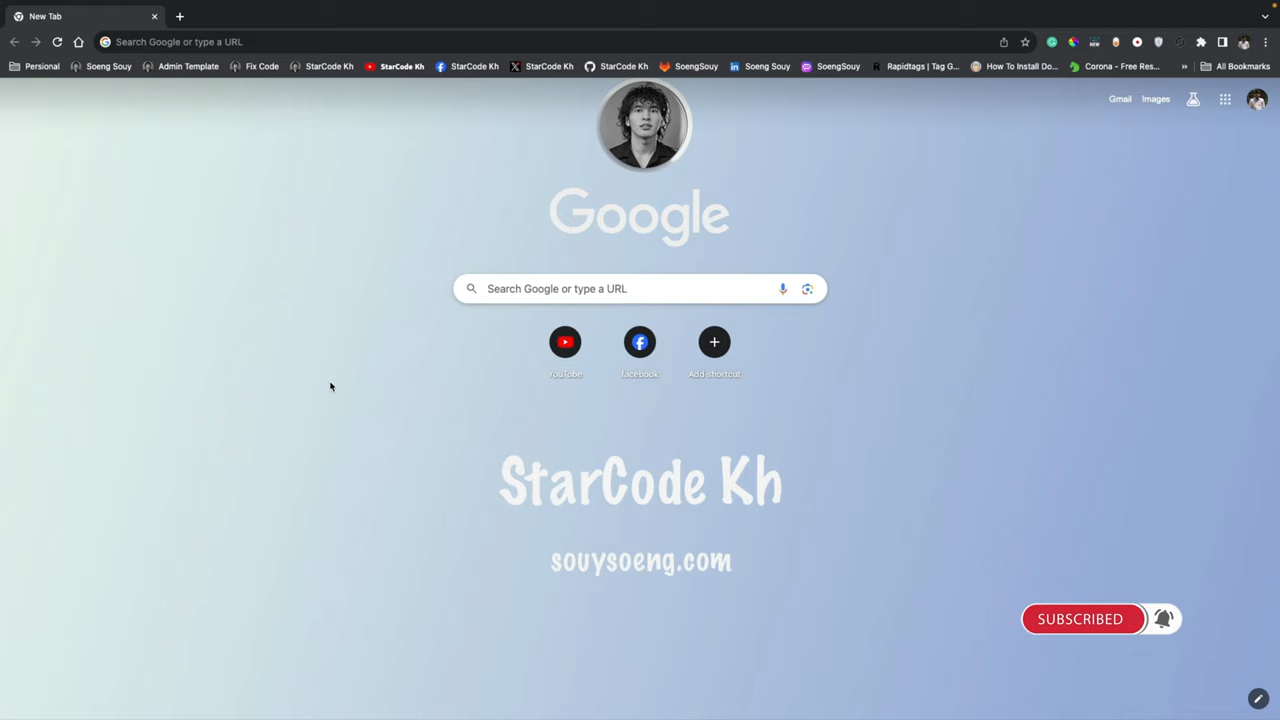 New Tab
Search Google or type a URL
Personal Soeng Souy Admin Template Fix Code StarCode Kh StarCode Kh StarCode Kh StarCode Kh StarCode Kh SoengSouy Soeng Souy SoengSouy Rapidtags | Tag G... How To Install Do... Corona - Free Res... » All Bookmarks
Gmail Images
Google
Search Google or type a URL
YouTube facebook Add shortcut
StarCode Kh
souysoeng.com
SUBSCRIBED